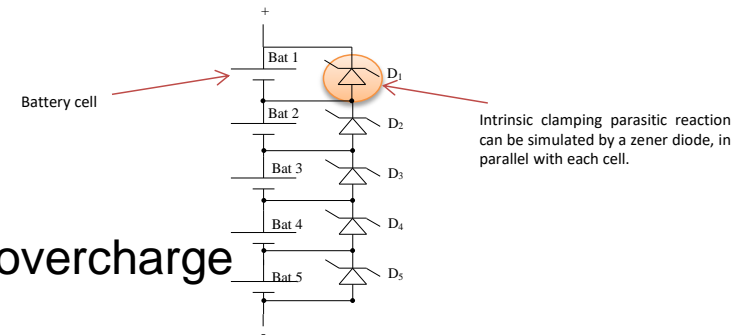 +
Bat 1
D1
Battery cell
Intrinsic clamping parasitic reaction
can be simulated by a zener diode, in
parallel with each cell.
Bat 2
D2
Bat 3
D3
Bat 4
D4
overcharge
Bat 5
D5